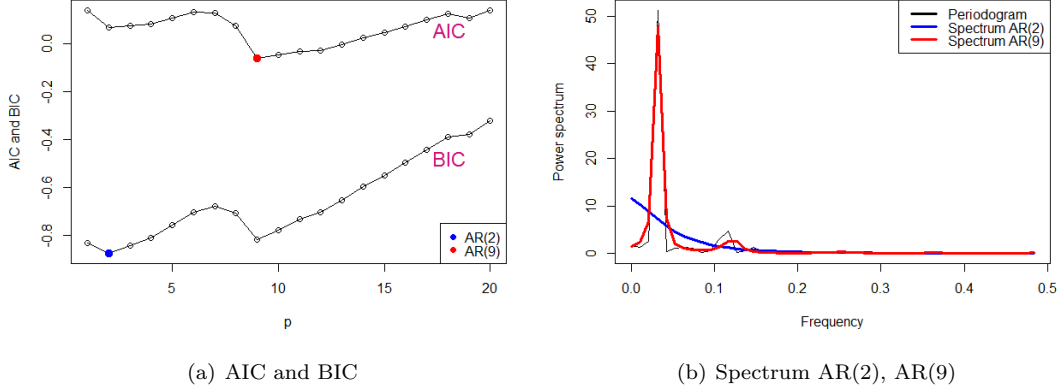 AIC and BIC
0.0
-0.2
-0.4
-0.6
-0.8
AIC
BIC
AR(2)
AR(9)
5
10
15
20
p
(a) AIC and BIC
Power spectrum
50
40
30
20
10
0
Periodogram
Spectrum AR(2)
Spectrum AR(9)
0.0
0.1
0.2
0.3
0.4
0.5
Frequency
(b) Spectrum AR(2), AR(9)